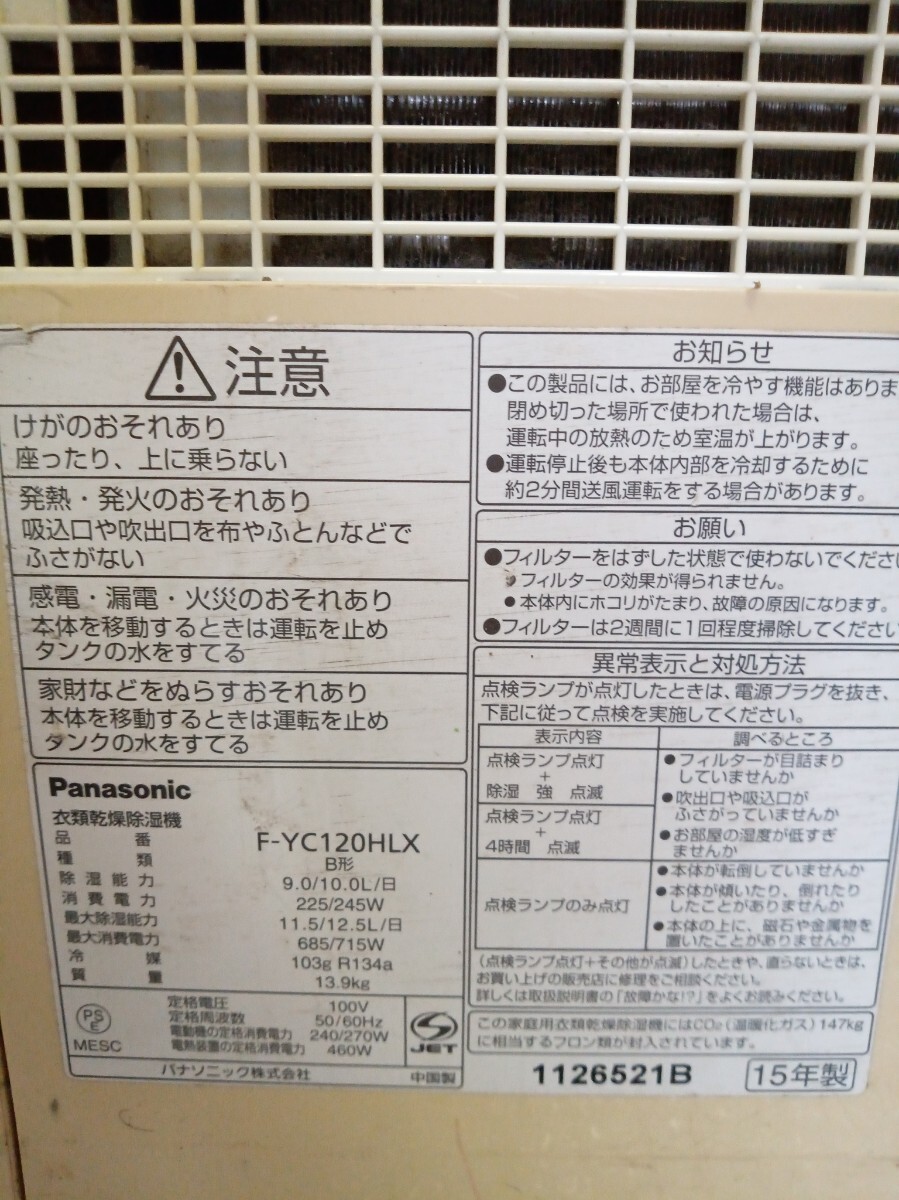 注意
けがのおそれあり
座ったり、上に乗らない
発熱・発火のおそれあり
吸込口や吹出口を布やふとんなどで
ふさがない
感電・漏電・火災のおそれあり
本体を移動するときは運転を止め
タンクの水をすてる
家財などをぬらすおそれあり
本体を移動するときは運転を止め
タンクの水をすてる
Panasonic
衣類乾燥除湿機
品番 F-YC120HLX
種類 B形
除湿能力 9.0/10.0L/日
消費電力 225/245W
最大除湿能力 11.5/12.5L/日
最大消費電力 685/715W
冷媒 103g R134a
質量 13.9kg
PSE
MESC
定格電圧 100V
定格周波数 50/60Hz
電動機の定格消費電力 240/270W
電熱装置の定格消費電力 460W
JET
パナソニック株式会社 中国製
お知らせ
●この製品には、お部屋を冷やす機能はありま
閉め切った場所で使われた場合は、
運転中の放熱のため室温が上がります。
●運転停止後も本体内部を冷却するために
約2分間送風運転をする場合があります。
お願い
●フィルターをはずした状態で使わないでくださ
●フィルターの効果が得られません。
●本体内にホコリがたまり、故障の原因になります。
●フィルターは2週間に1回程度掃除してください
異常表示と対処方法
点検ランプが点灯したときは、電源プラグを抜き、
下記に従って点検を実施してください。
表示内容 調べるところ
点検ランプ点灯
+
除湿 強 点滅
点検ランプ点灯
+
4時間 点滅
●フィルターが目詰まり
していませんか
●吹出口や吸込口が
ふさがっていませんか
●お部屋の湿度が低すぎ
ませんか
点検ランプのみ点灯
●本体が転倒していませんか
●本体が傾いたり、倒れたり
したことがありませんか
●本体の上に、磁石や金属物を
置いたことがありませんか
(点検ランプ点灯+その他が点滅)したときや、直らないときは、
お買い上げの販売店に修理をご相談ください。
詳しくは取扱説明書の「故障かな!?」をよくお読みください。
この家庭用衣類乾燥除湿機にはCO₂(温暖化ガス)147kg
に相当するフロン類が封入されています。
1126521B 15年製